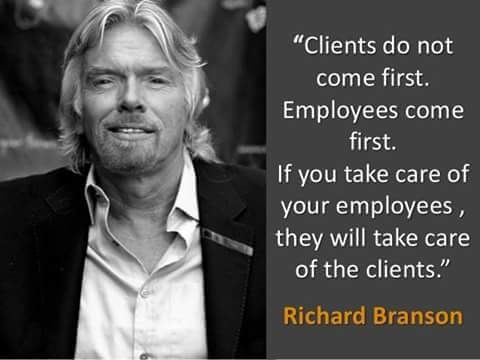 “Clients do not
come first.
Employees come
first.
If you take care of
your employees ,
they will take care
of the clients.”
Richard Branson